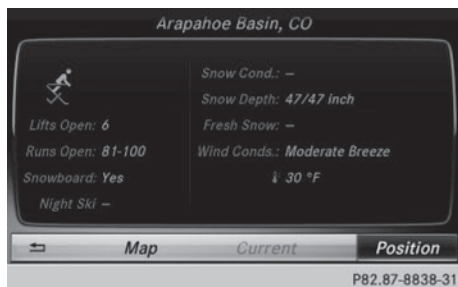 Arapahoe Basin, CO
Lifts Open: 6
Runs Open: 81-100
Snowboard: Yes
Night Ski –
Snow Cond.: –
Snow Depth: 47/47 inch
Fresh Snow: –
Wind Conds.: Moderate Breeze
30 °F
Map
Current
Position
P82.87-8838-31